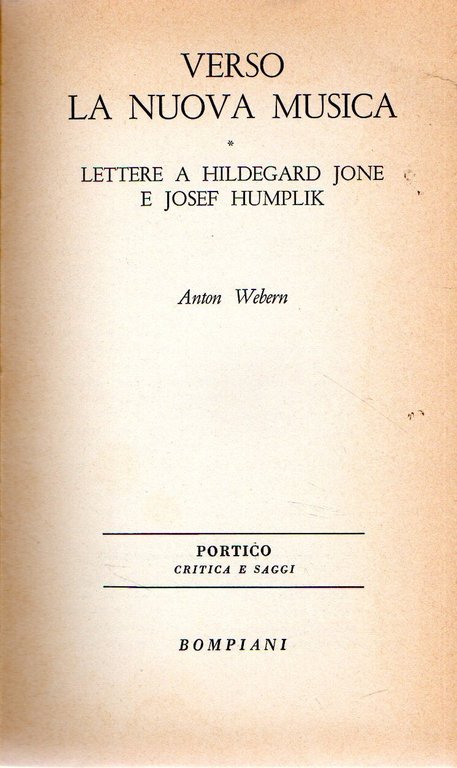 VERSO
LA NUOVA MUSICA
*
LETTERE A HILDEGARD JONE
E JOSEF HUMPLIK
Anton Webern
PORTICO
CRITICA E SAGGI
BOMPIANI